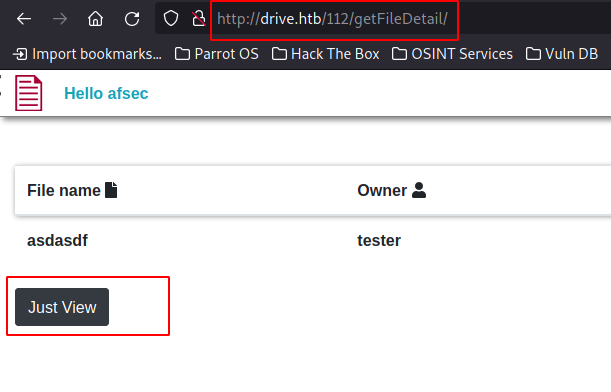 http://drive.htb/112/getFileDetail/
Import bookmarks... Parrot OS Hack The Box OSINT Services Vuln DB
Hello afsec
File name Owner
asdasdf tester
Just View